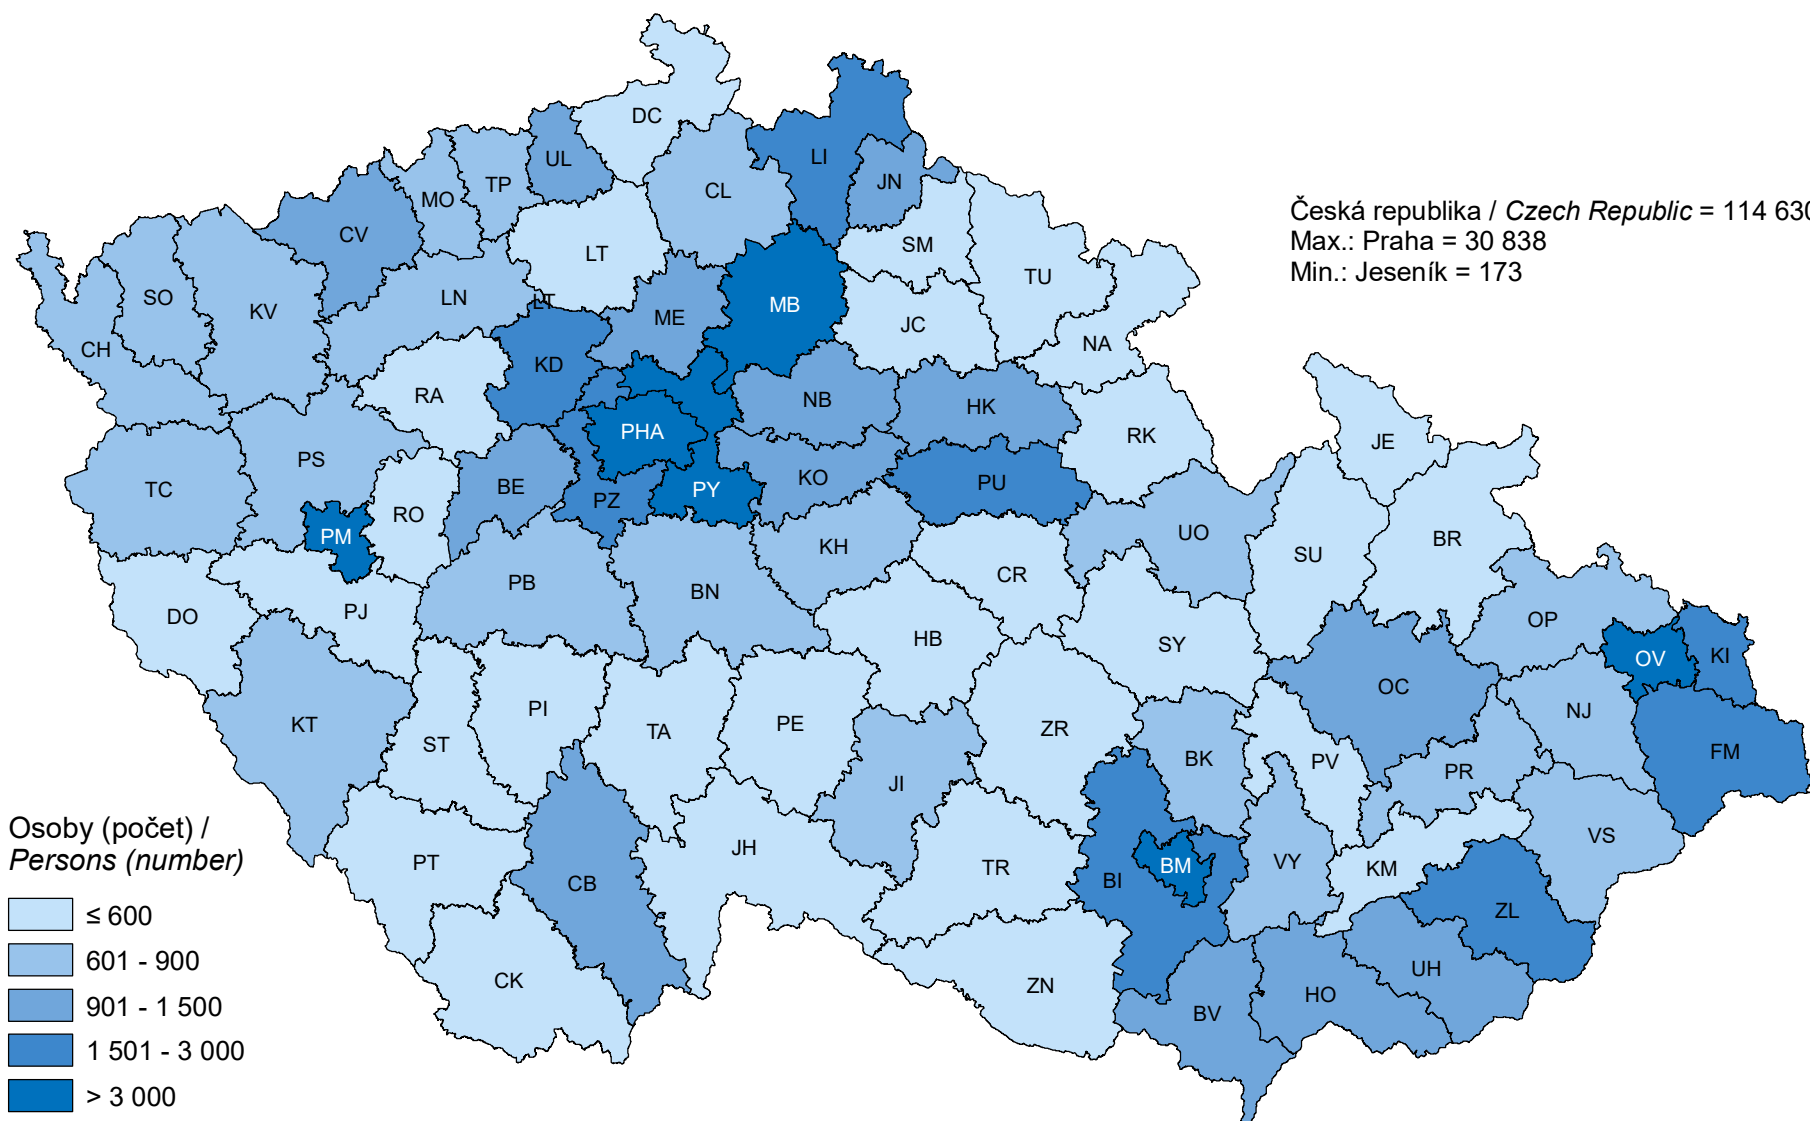 DC
UL
LI
TP
JN
CL
MO
CV
SM
LT
TU
Česká republika / Czech Republic = 114 630
Max.: Praha = 30 838
Min.: Jeseník = 173
SO
LN
LT
KV
ME
MB
JC
NA
CH
KD
RA
NB
HK
PHA
RK
JE
PS
TC
BE
PZ
PY
KO
PU
RO
PM
KH
UO
SU
BR
CR
PB
BN
DO
PJ
HB
SY
OP
OV
KI
OC
KT
ST
PI
TA
PE
ZR
NJ
BK
PV
PR
FM
JI
VS
Osoby (počet) /
Persons (number)
PT
CB
JH
TR
BI
BM
VY
KM
ZL
≤ 600
601 - 900
901 - 1 500
1 501 - 3 000
> 3 000
CK
ZN
BV
HO
UH